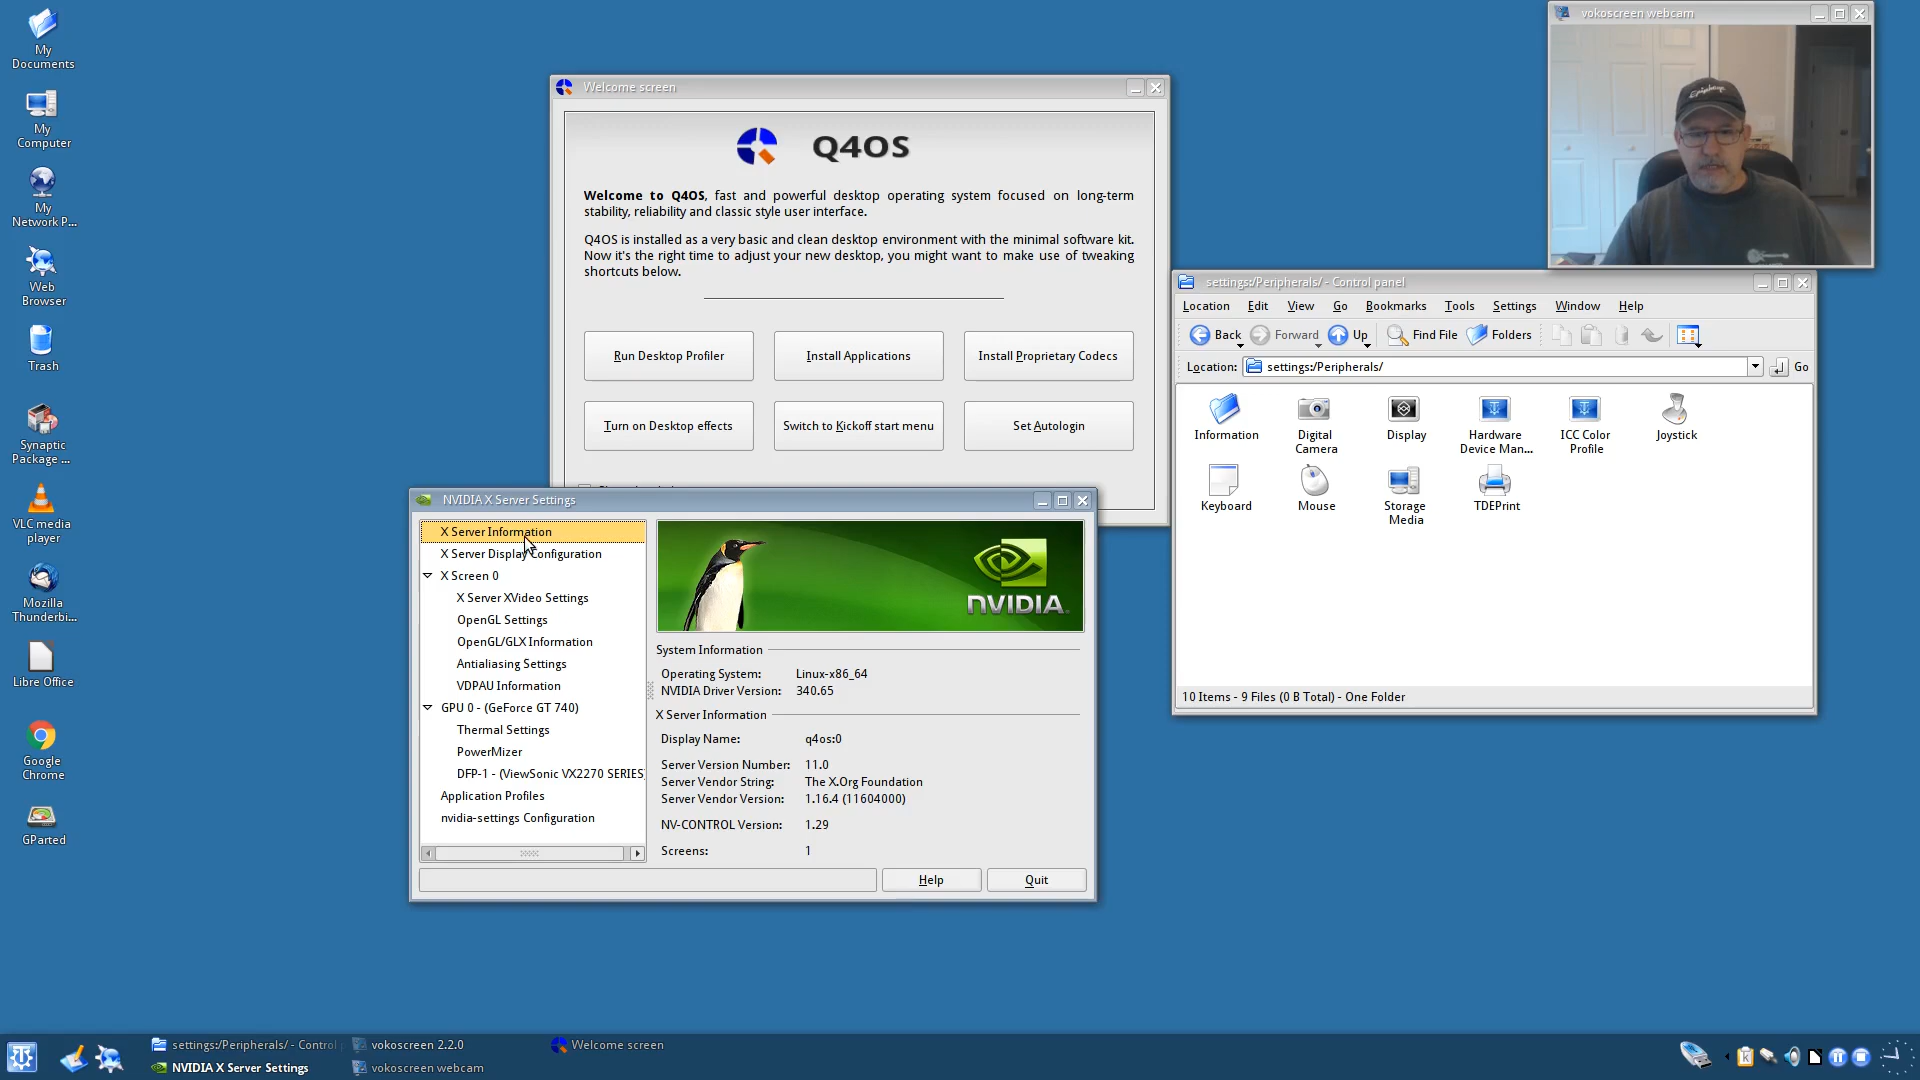 My
Documents
My
Computer
My
Network P...
Web
Browser
Trash
Synaptic
Package ...
VLC media
player
Mozilla
Thunderbi...
Libre Office
Google
Chrome
GParted
Welcome screen
Q4OS
Welcome to Q4OS, fast and powerful desktop operating system focused on long-term
stability, reliability and classic style user interface.
Q4OS is installed as a very basic and clean desktop environment with the minimal software kit.
Now it's the right time to adjust your new desktop, you might want to make use of tweaking
shortcuts below.
Run Desktop Profiler
Install Applications
Install Proprietary Codecs
Turn on Desktop effects
Switch to Kickoff start menu
Set Autologin
vokoscreen webcam
Epiphone
settings:/Peripherals/ - Control panel
Location Edit View Go Bookmarks Tools Settings Window Help
Back Forward Up Find File Folders
Location: settings:/Peripherals/ Go
Information
Digital
Camera
Display
Hardware
Device Man...
ICC Color
Profile
Joystick
Keyboard
Mouse
Storage
Media
TDEPrint
10 Items - 9 Files (0 B Total) - One Folder
NVIDIA X Server Settings
X Server Information
X Server Display Configuration
X Screen 0
X Server XVideo Settings
OpenGL Settings
OpenGL/GLX Information
Antialiasing Settings
VDPAU Information
GPU 0 - (GeForce GT 740)
Thermal Settings
PowerMizer
DFP-1 - (ViewSonic VX2270 SERIES
Application Profiles
nvidia-settings Configuration
NVIDIA.
System Information
Operating System: Linux-x86_64
NVIDIA Driver Version: 340.65
X Server Information
Display Name: q4os:0
Server Version Number: 11.0
Server Vendor String: The X.Org Foundation
Server Vendor Version: 1.16.4 (11604000)
NV-CONTROL Version: 1.29
Screens: 1
Help
Quit
settings:/Peripherals/ - Control
vokoscreen 2.2.0
Welcome screen
NVIDIA X Server Settings
vokoscreen webcam